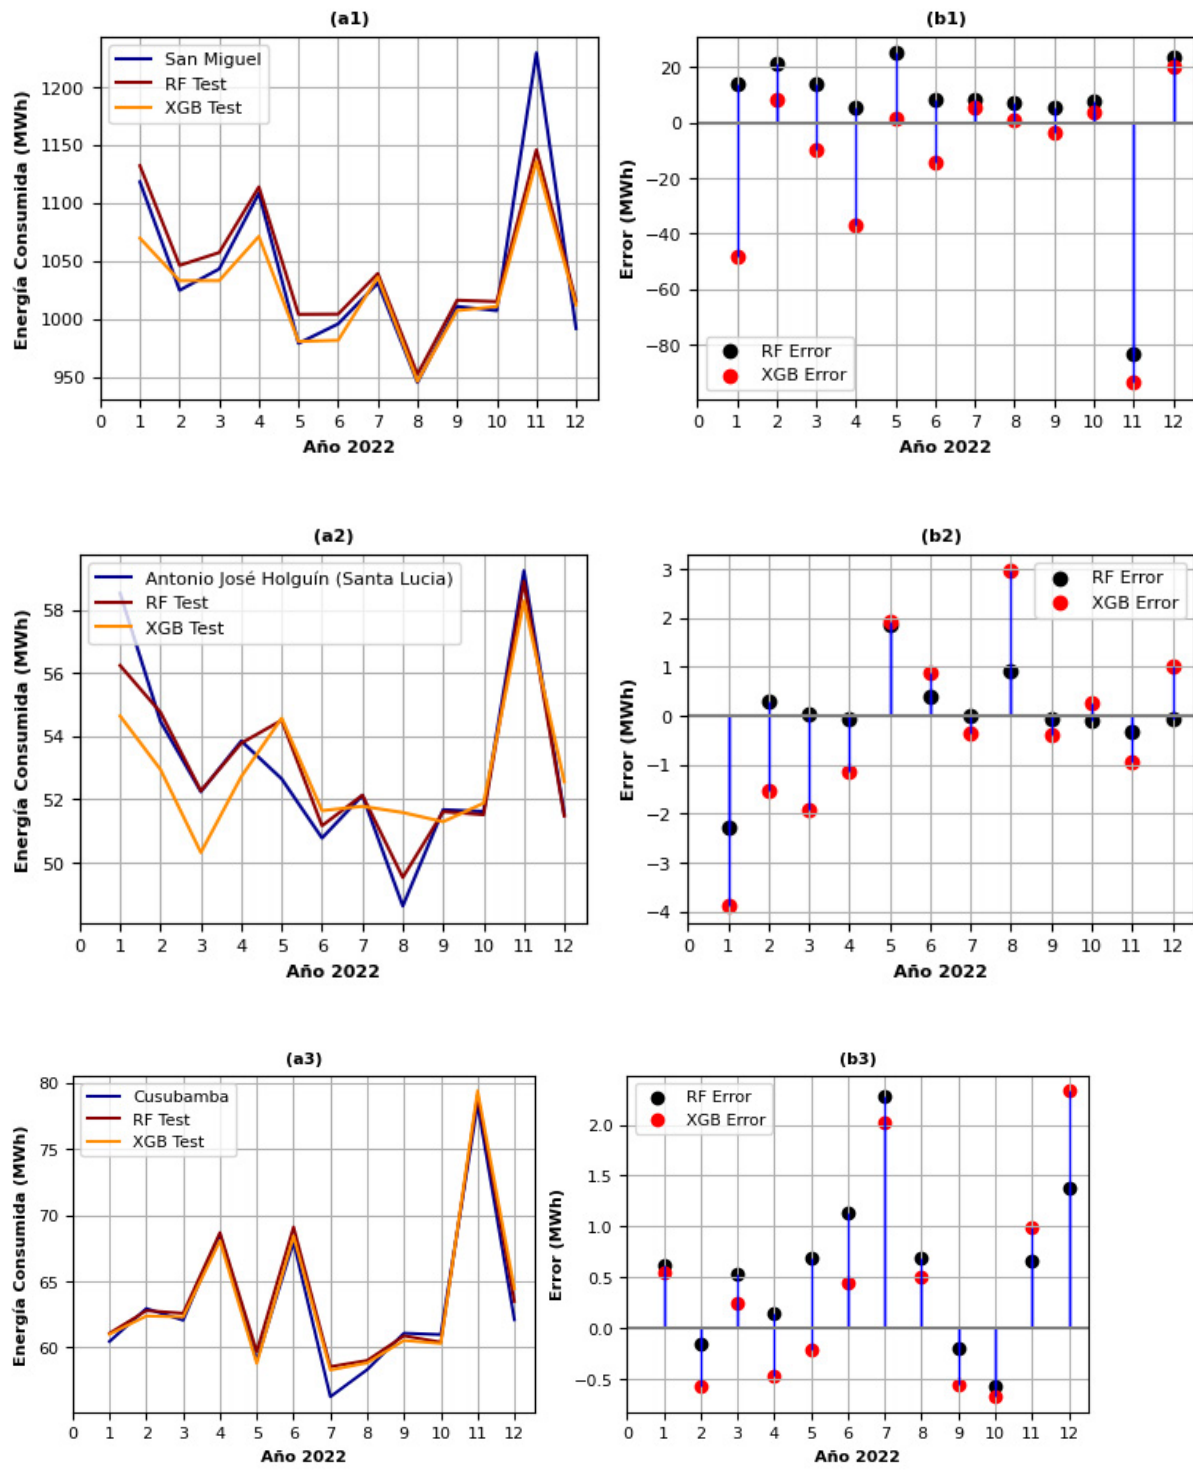 (a1)
Energía Consumida (MWh)
1200
1150
1100
1050
1000
950
San Miguel
RF Test
XGB Test
0 1 2 3 4 5 6 7 8 9 10 11 12
Año 2022
(b1)
Error (MWh)
20
0
−20
−40
−60
−80
RF Error
XGB Error
0 1 2 3 4 5 6 7 8 9 10 11 12
Año 2022
(a2)
Energía Consumida (MWh)
58
56
54
52
50
Antonio José Holguín (Santa Lucia)
RF Test
XGB Test
0 1 2 3 4 5 6 7 8 9 10 11 12
Año 2022
(b2)
Error (MWh)
3
2
1
0
−1
−2
−3
−4
RF Error
XGB Error
0 1 2 3 4 5 6 7 8 9 10 11 12
Año 2022
(a3)
Energía Consumida (MWh)
80
75
70
65
60
Cusubamba
RF Test
XGB Test
0 1 2 3 4 5 6 7 8 9 10 11 12
Año 2022
(b3)
Error (MWh)
2.0
1.5
1.0
0.5
0.0
−0.5
RF Error
XGB Error
0 1 2 3 4 5 6 7 8 9 10 11 12
Año 2022